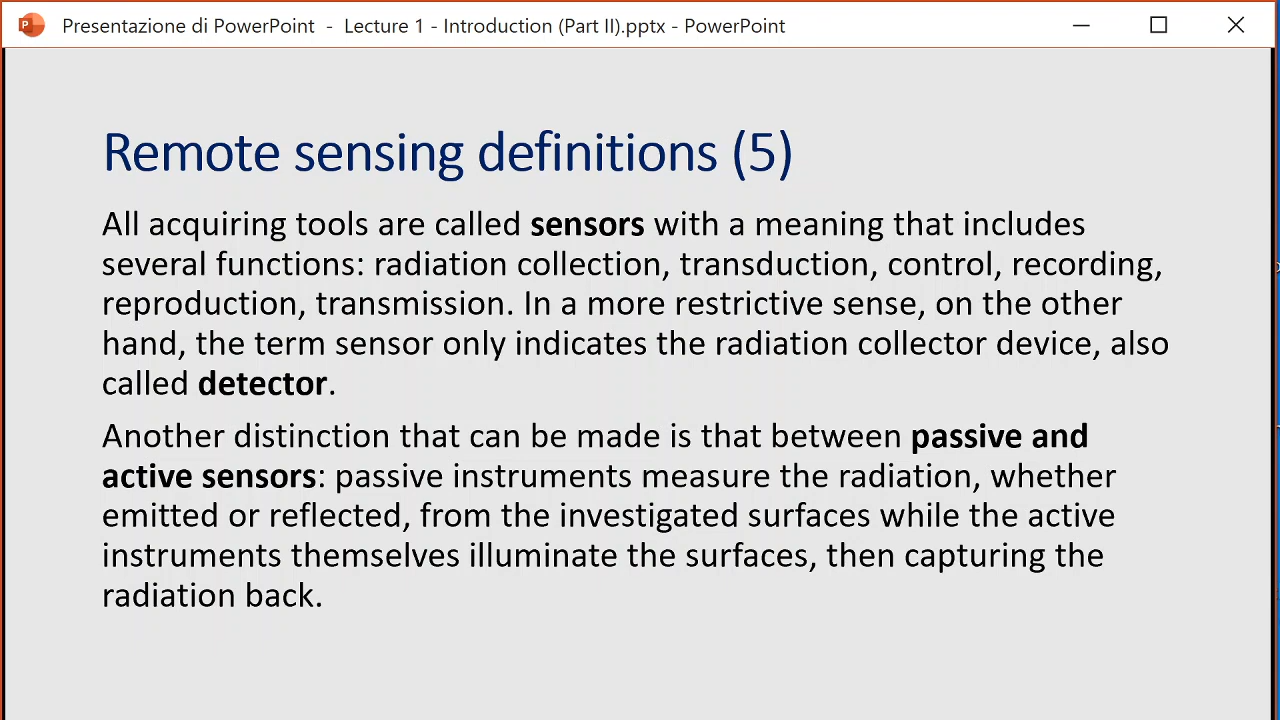 Presentazione di PowerPoint - Lecture 1 - Introduction (Part II).pptx - PowerPoint
Remote sensing definitions (5)
All acquiring tools are called sensors with a meaning that includes
several functions: radiation collection, transduction, control, recording,
reproduction, transmission. In a more restrictive sense, on the other
hand, the term sensor only indicates the radiation collector device, also
called detector.
Another distinction that can be made is that between passive and
active sensors: passive instruments measure the radiation, whether
emitted or reflected, from the investigated surfaces while the active
instruments themselves illuminate the surfaces, then capturing the
radiation back.